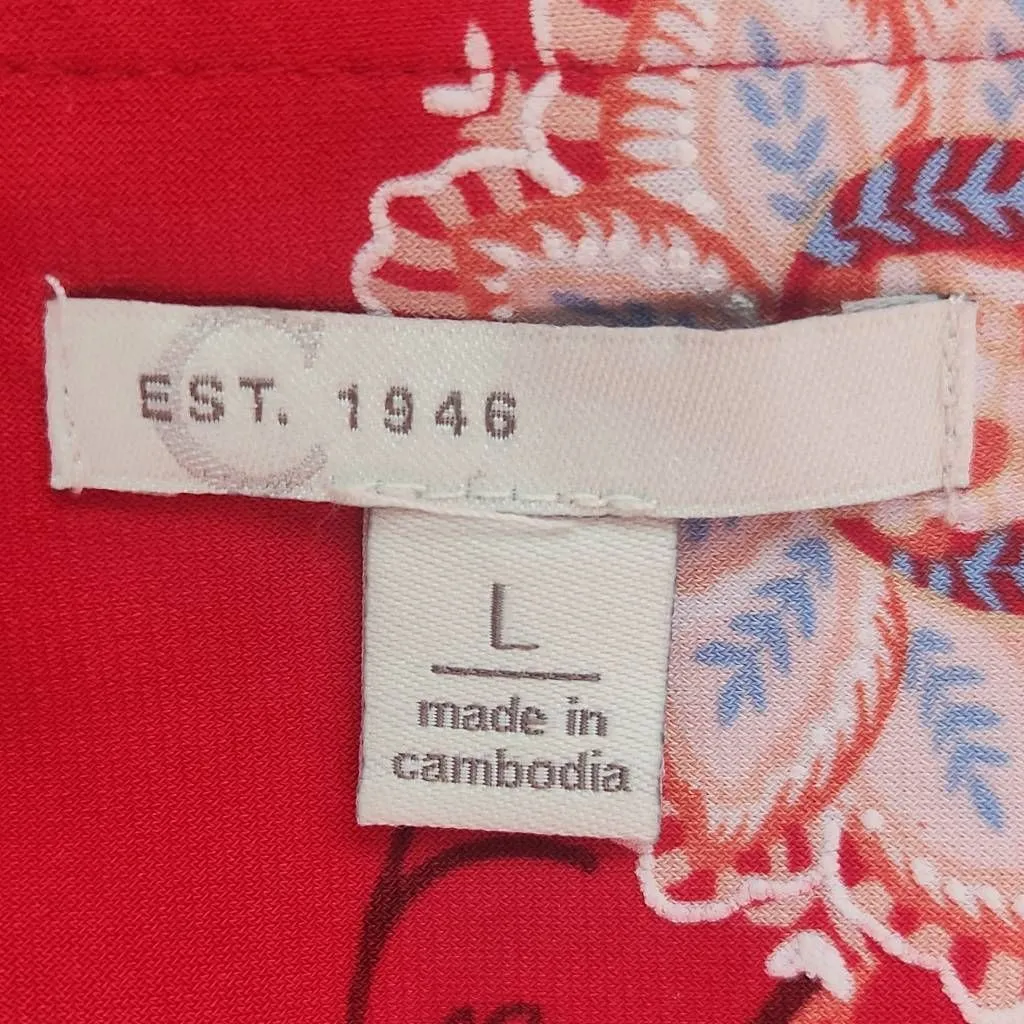 C
EST. 1946
L
made in
cambodia